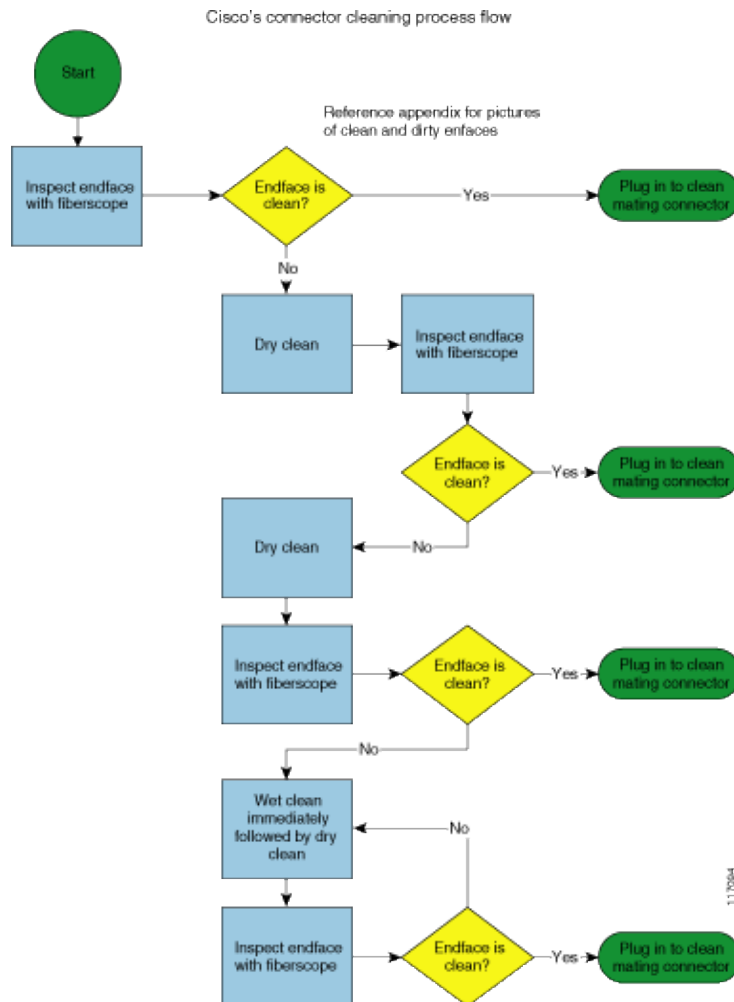 Cisco's connector cleaning process flow
Start
Reference appendix for pictures
of clean and dirty enfaces
Inspect endface
with fiberscope
Endface is
clean?
Yes
Plug in to clean
mating connector
No
Dry clean
Inspect endface
with fiberscope
Endface is
clean?
Yes
Plug in to clean
mating connector
No
Dry clean
Inspect endface
with fiberscope
Endface is
clean?
Yes
Plug in to clean
mating connector
No
Wet clean
immediately
followed by dry
clean
No
Inspect endface
with fiberscope
Endface is
clean?
Yes
Plug in to clean
mating connector
117094